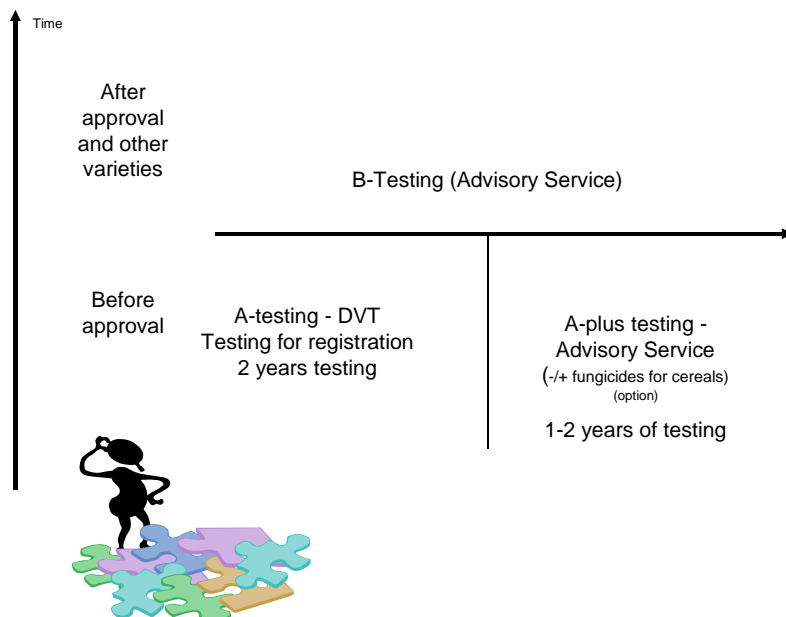 Time
After
approval
and other
varieties
B-Testing (Advisory Service)
Before
approval
A-testing - DVT
Testing for registration
2 years testing
A-plus testing -
Advisory Service
(-/+ fungicides for cereals)
(option)
1-2 years of testing